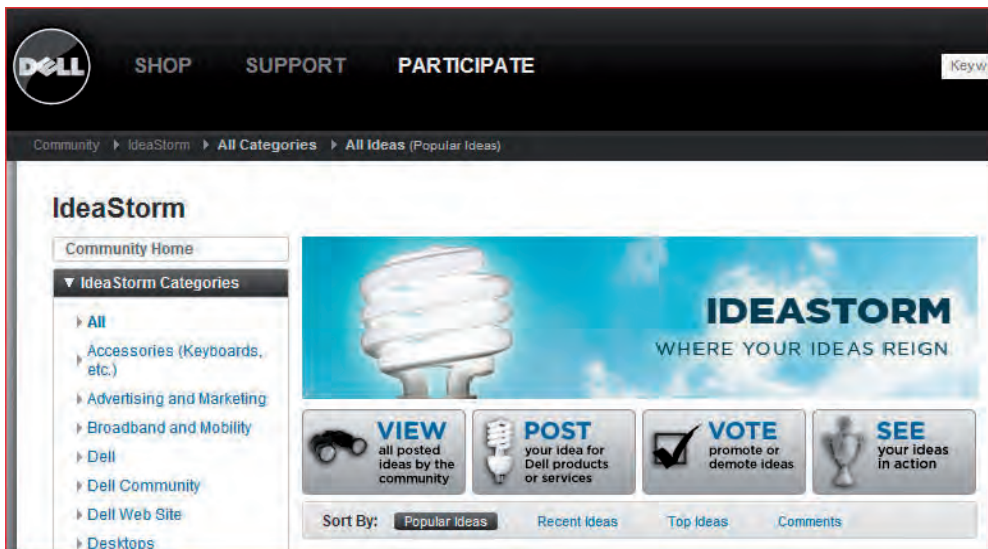 DELL
SHOP SUPPORT PARTICIPATE
Keyw
Community IdeaStorm All Categories All Ideas (Popular Ideas)
IdeaStorm
Community Home
IdeaStorm Categories
All
Accessories (Keyboards,
etc.)
Advertising and Marketing
Broadband and Mobility
Dell
Dell Community
Dell Web Site
Desktops
IDEASTORM
WHERE YOUR IDEAS REIGN
VIEW
all posted
ideas by the
community
POST
your idea for
Dell products
or services
VOTE
promote or
demote ideas
SEE
your ideas
in action
Sort By: Popular Ideas Recent Ideas Top Ideas Comments